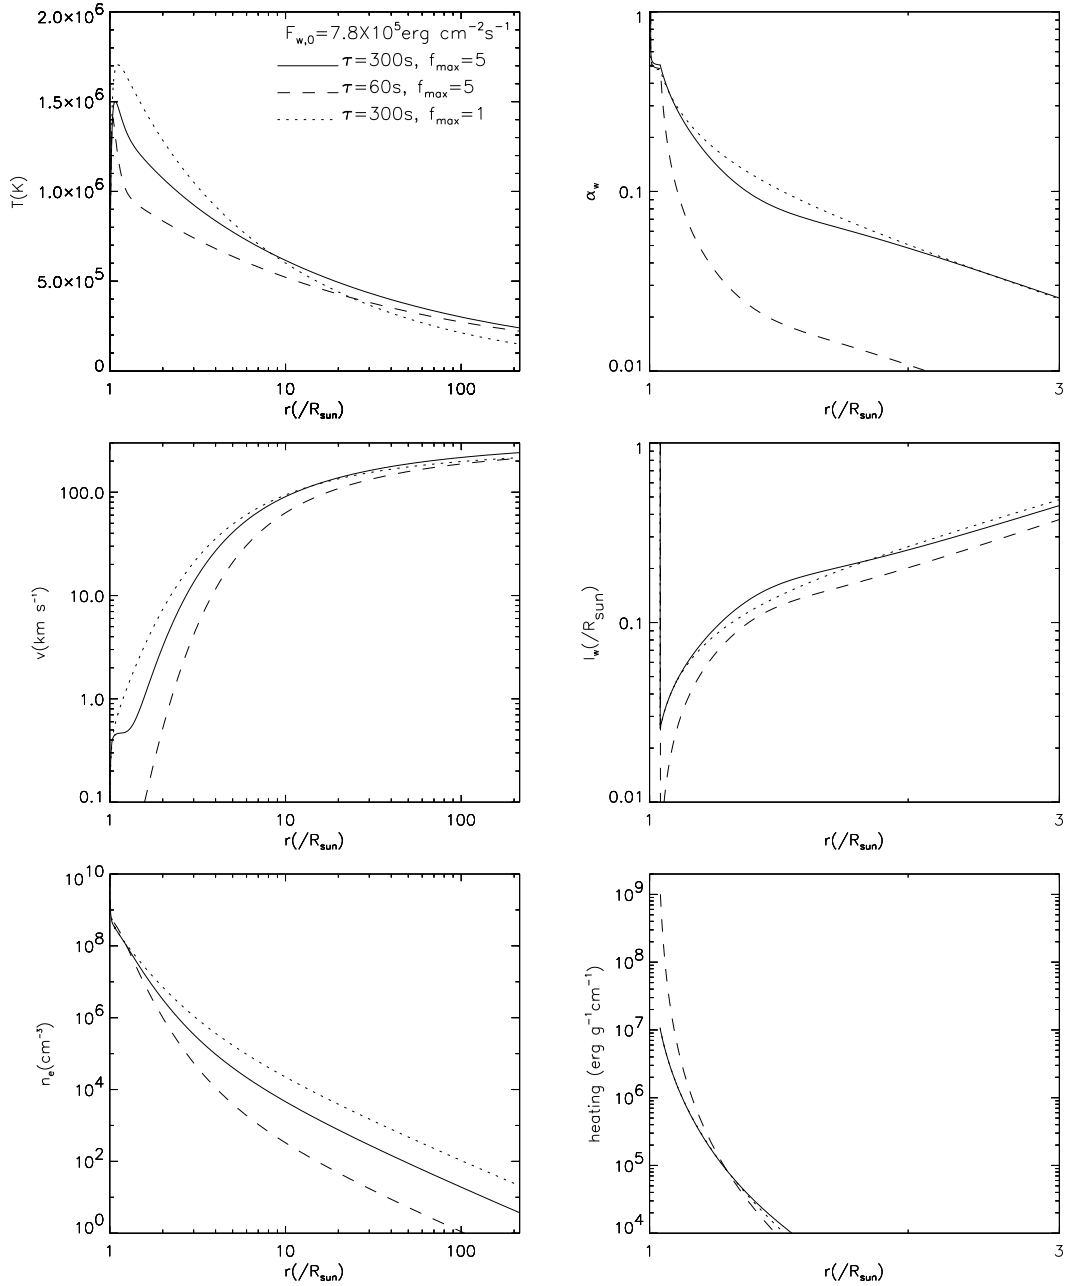 2.0×10⁶
1.5×10⁶
1.0×10⁶
5.0×10⁵
0
T(K)
F_w,0=7.8X10⁵erg cm⁻²s⁻¹
τ=300s, f_max=5
τ=60s, f_max=5
τ=300s, f_max=1
1 10 100
r(/R_sun)
1
0.1
0.01
α_w
1 3
r(/R_sun)
100.0
10.0
1.0
0.1
v(km s⁻¹)
1 10 100
r(/R_sun)
1
0.1
0.01
l_w(/R_sun)
1 3
r(/R_sun)
10¹⁰
10⁸
10⁶
10⁴
10²
10⁰
n_e(cm⁻³)
1 10 100
r(/R_sun)
10⁹
10⁸
10⁷
10⁶
10⁵
10⁴
heating (erg g⁻¹cm⁻¹)
1 3
r(/R_sun)